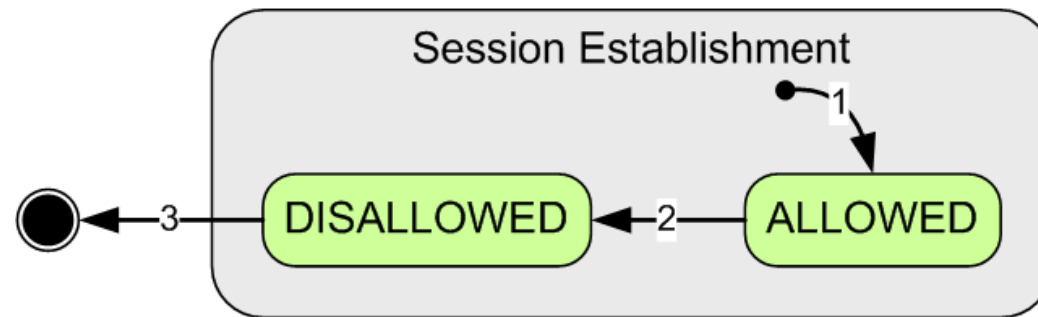 Session Establishment
1
3
DISALLOWED
2
ALLOWED